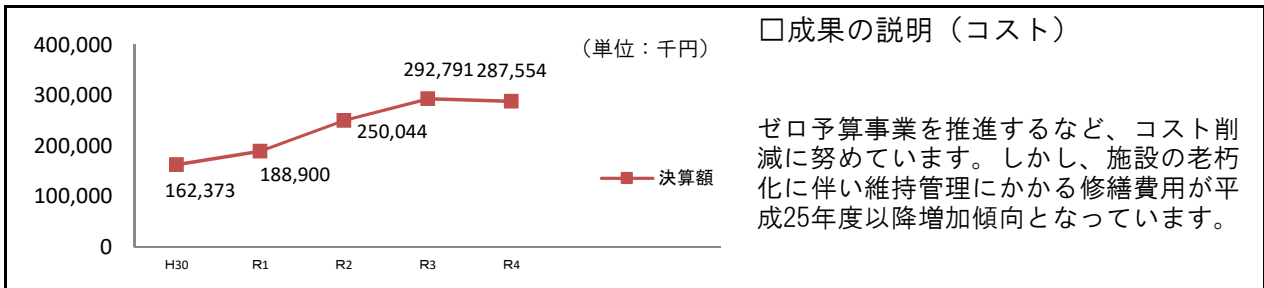 400,000
300,000
200,000
100,000
0
（単位：千円）
162,373
188,900
250,044
292,791
287,554
決算額
H30
R1
R2
R3
R4
□成果の説明（コスト）
ゼロ予算事業を推進するなど、コスト削
減に努めています。しかし、施設の老朽
化に伴い維持管理にかかる修繕費用が平
成25年度以降増加傾向となっています。